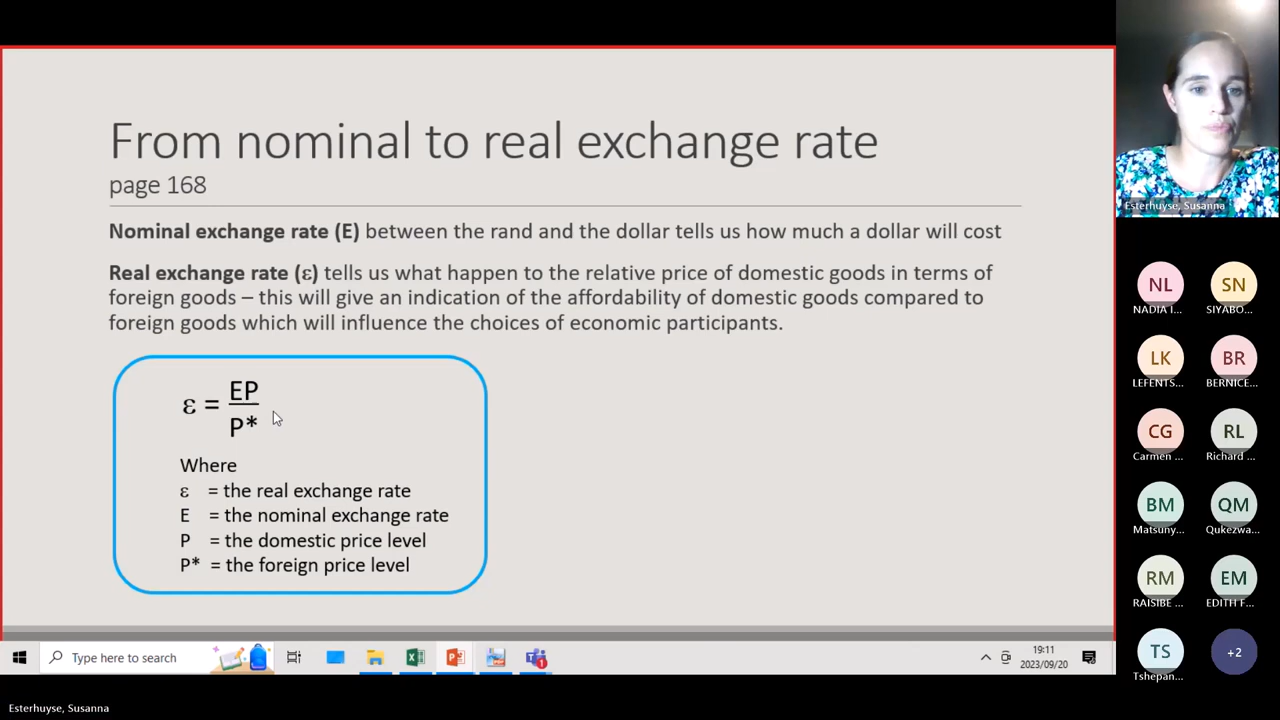 From nominal to real exchange rate
page 168
Nominal exchange rate (E) between the rand and the dollar tells us how much a dollar will cost
Real exchange rate (ε) tells us what happen to the relative price of domestic goods in terms of
foreign goods – this will give an indication of the affordability of domestic goods compared to
foreign goods which will influence the choices of economic participants.
ε = EP
P*
Where
ε = the real exchange rate
E = the nominal exchange rate
P = the domestic price level
P* = the foreign price level
Esterhuyse, Susanna
NL
NADIA I...
SN
SIYABO...
LK
LEFENTS...
BR
BERNICE...
CG
Carmen ...
RL
Richard ...
BM
Matsuny...
QM
Qukezwa...
RM
RAISIBE ...
EM
EDITH F...
TS
Tshepan...
+2
Type here to search
1
19:11
2023/09/20
Esterhuyse, Susanna